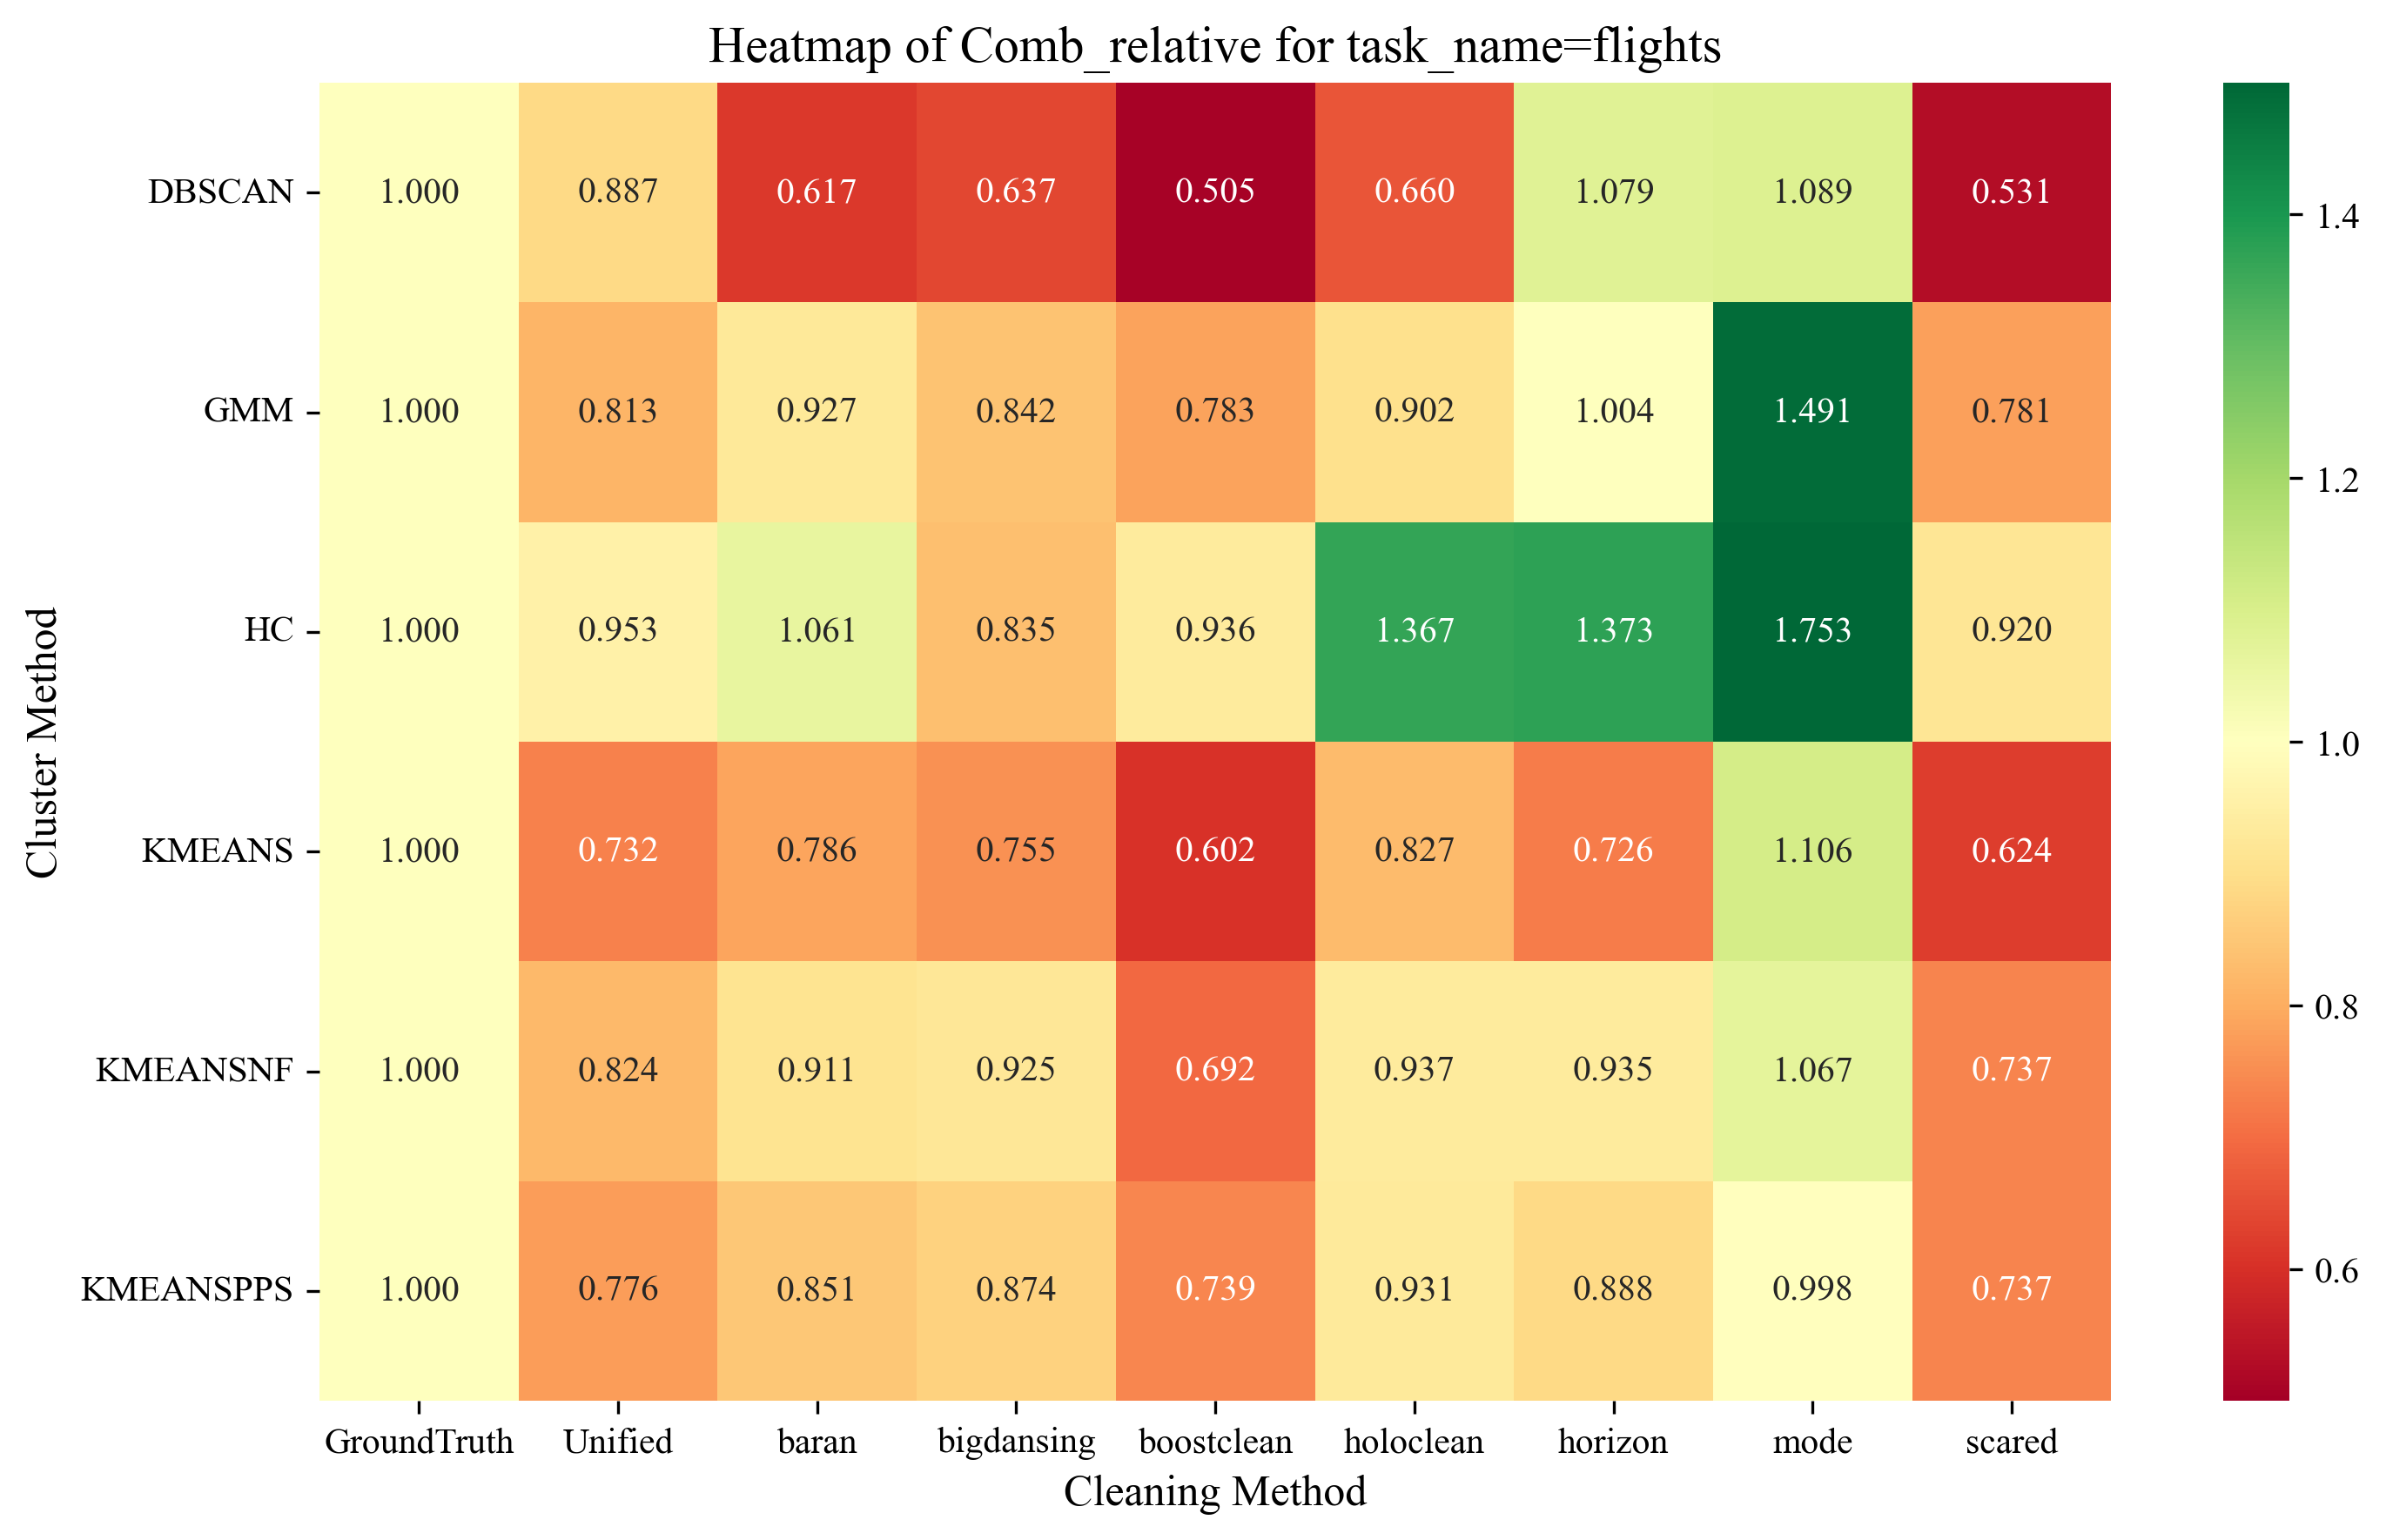 Heatmap of Comb_relative for task_name=flights
Cluster Method
DBSCAN 1.000 0.887 0.617 0.637 0.505 0.660 1.079 1.089 0.531
GMM 1.000 0.813 0.927 0.842 0.783 0.902 1.004 1.491 0.781
HC 1.000 0.953 1.061 0.835 0.936 1.367 1.373 1.753 0.920
KMEANS 1.000 0.732 0.786 0.755 0.602 0.827 0.726 1.106 0.624
KMEANSNF 1.000 0.824 0.911 0.925 0.692 0.937 0.935 1.067 0.737
KMEANSPPS 1.000 0.776 0.851 0.874 0.739 0.931 0.888 0.998 0.737
GroundTruth Unified baran bigdansing boostclean holoclean horizon mode scared
Cleaning Method
1.4
1.2
1.0
0.8
0.6